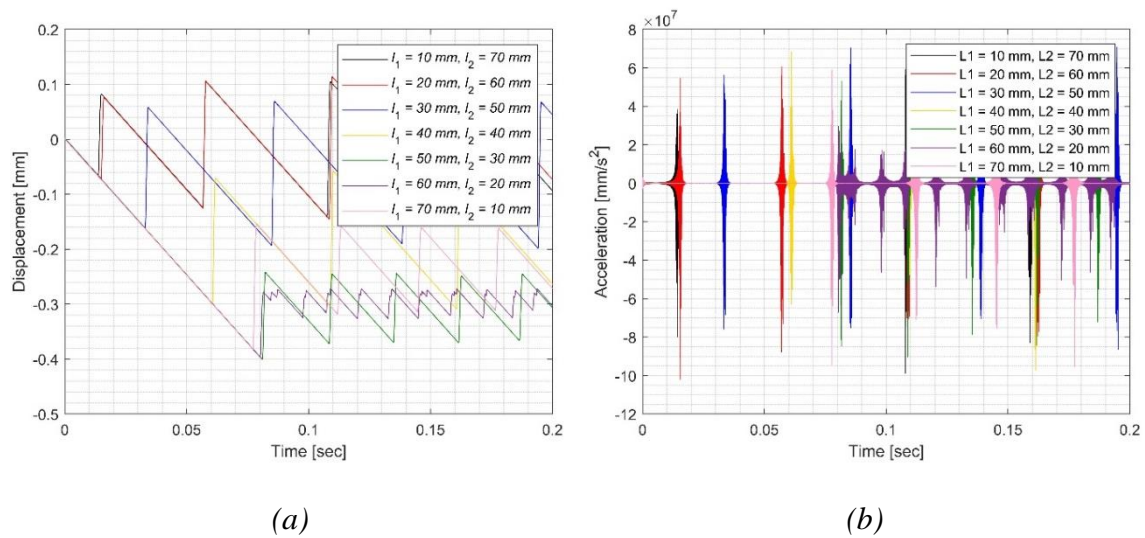 0.2
0.1
0
-0.1
-0.2
-0.3
-0.4
-0.5
Displacement [mm]
0 0.05 0.1 0.15 0.2
Time [sec]
l₁ = 10 mm, l₂ = 70 mm
l₁ = 20 mm, l₂ = 60 mm
l₁ = 30 mm, l₂ = 50 mm
l₁ = 40 mm, l₂ = 40 mm
l₁ = 50 mm, l₂ = 30 mm
l₁ = 60 mm, l₂ = 20 mm
l₁ = 70 mm, l₂ = 10 mm
(a)
×10⁷
8
6
4
2
0
-2
-4
-6
-8
-10
-12
Acceleration [mm/s²]
0 0.05 0.1 0.15 0.2
Time [sec]
L1 = 10 mm, L2 = 70 mm
L1 = 20 mm, L2 = 60 mm
L1 = 30 mm, L2 = 50 mm
L1 = 40 mm, L2 = 40 mm
L1 = 50 mm, L2 = 30 mm
L1 = 60 mm, L2 = 20 mm
L1 = 70 mm, L2 = 10 mm
(b)